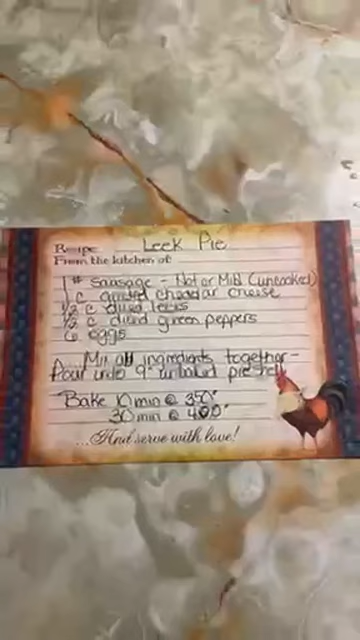 Recipe Leek Pie
From the kitchen of:
1# sausage - Hot or Mild (uncooked)
1 c grated cheddar cheese
1/2 c diced leeks
1/2 c diced green peppers
6 eggs
Mix all ingredients together -
Pour into 9" unbaked pie shell
Bake 10 min @ 350°
30 min @ 400°
...And serve with love!